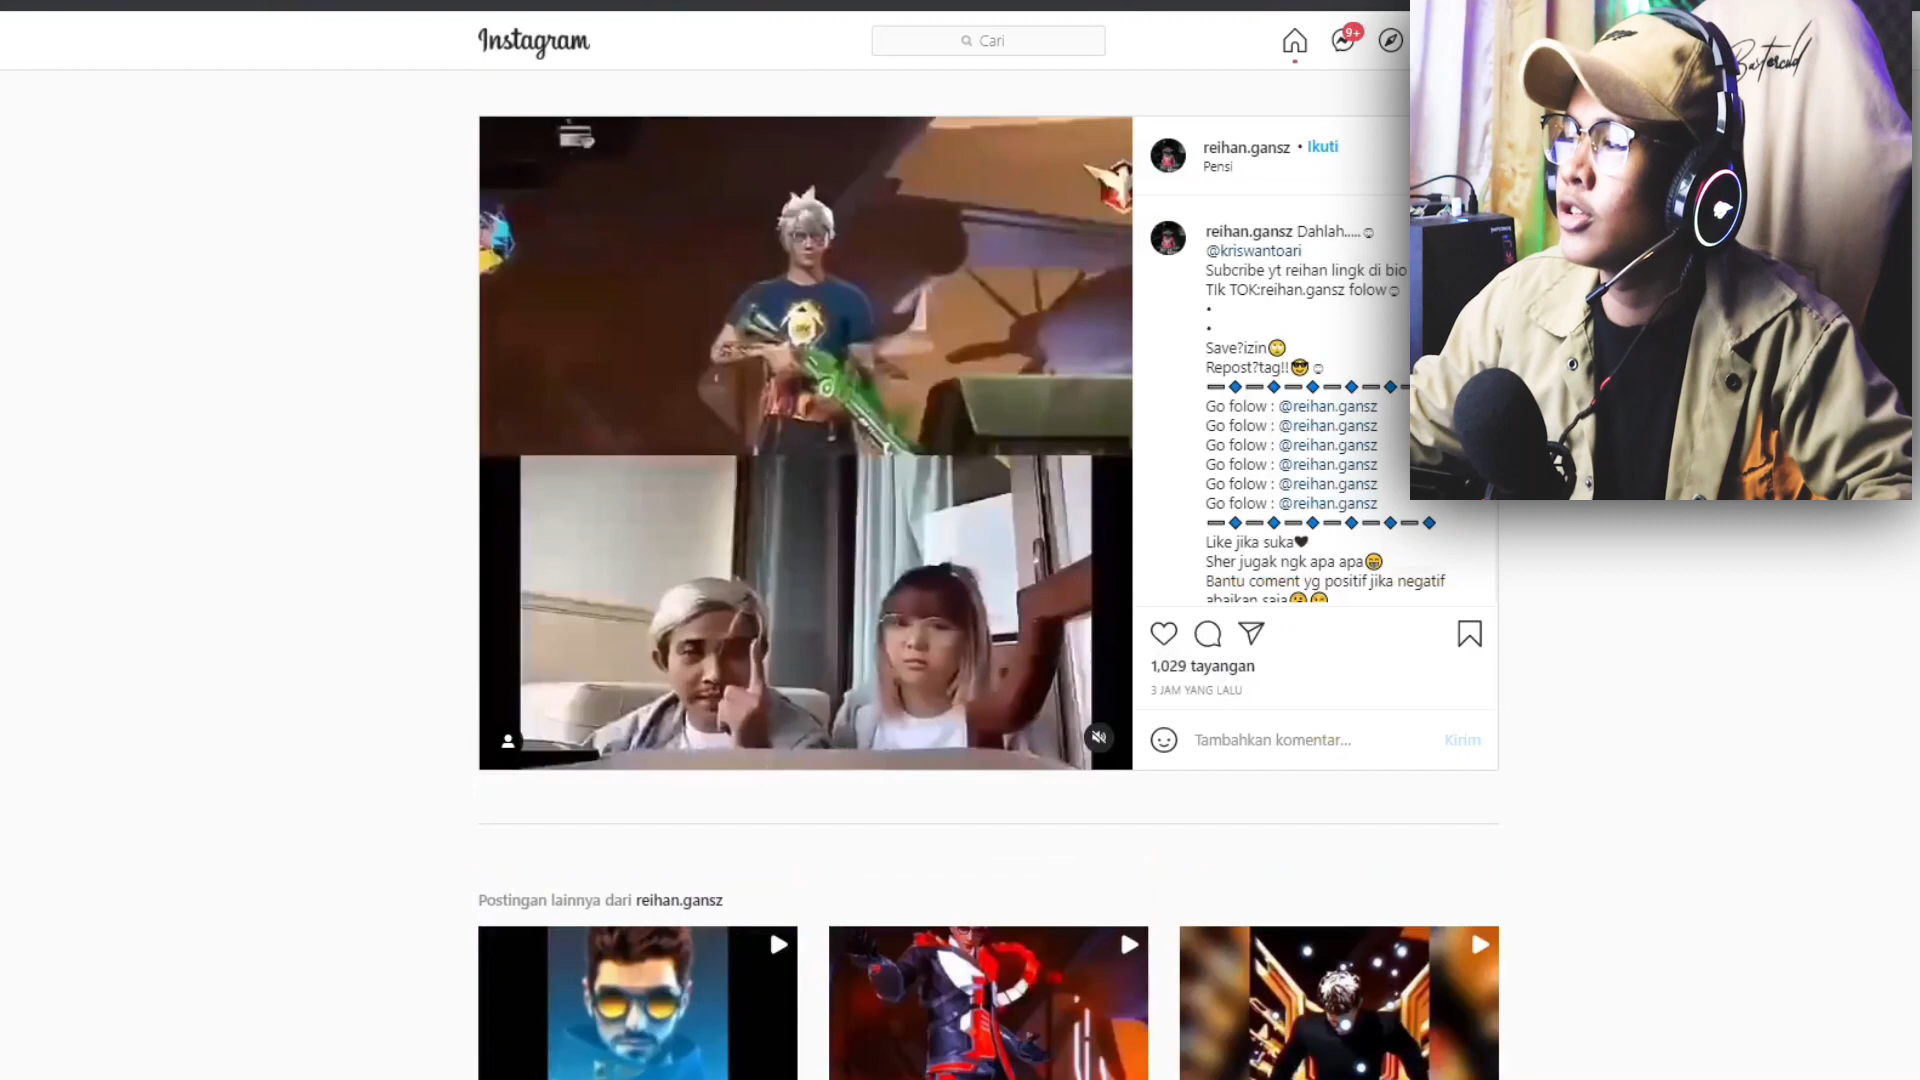 Instagram
Cari
9+
reihan.gansz • Ikuti
Pensi
reihan.gansz Dahlah.....☺
@kriswantoari
Subcribe yt reihan lingk di bio
TIk TOK:reihan.gansz folow☺
•
•
Save?izin🙄
Repost?tag!!😎☺
➖🔹➖🔹➖🔹➖🔹➖🔹
Go folow : @reihan.gansz
Go folow : @reihan.gansz
Go folow : @reihan.gansz
Go folow : @reihan.gansz
Go folow : @reihan.gansz
Go folow : @reihan.gansz
➖🔹➖🔹➖🔹➖🔹➖🔹➖🔹
Like jika suka🖤
Sher jugak ngk apa apa😁
Bantu coment yg positif jika negatif
abaikan saja
1,029 tayangan
3 JAM YANG LALU
Tambahkan komentar...
Kirim
Postingan lainnya dari reihan.gansz